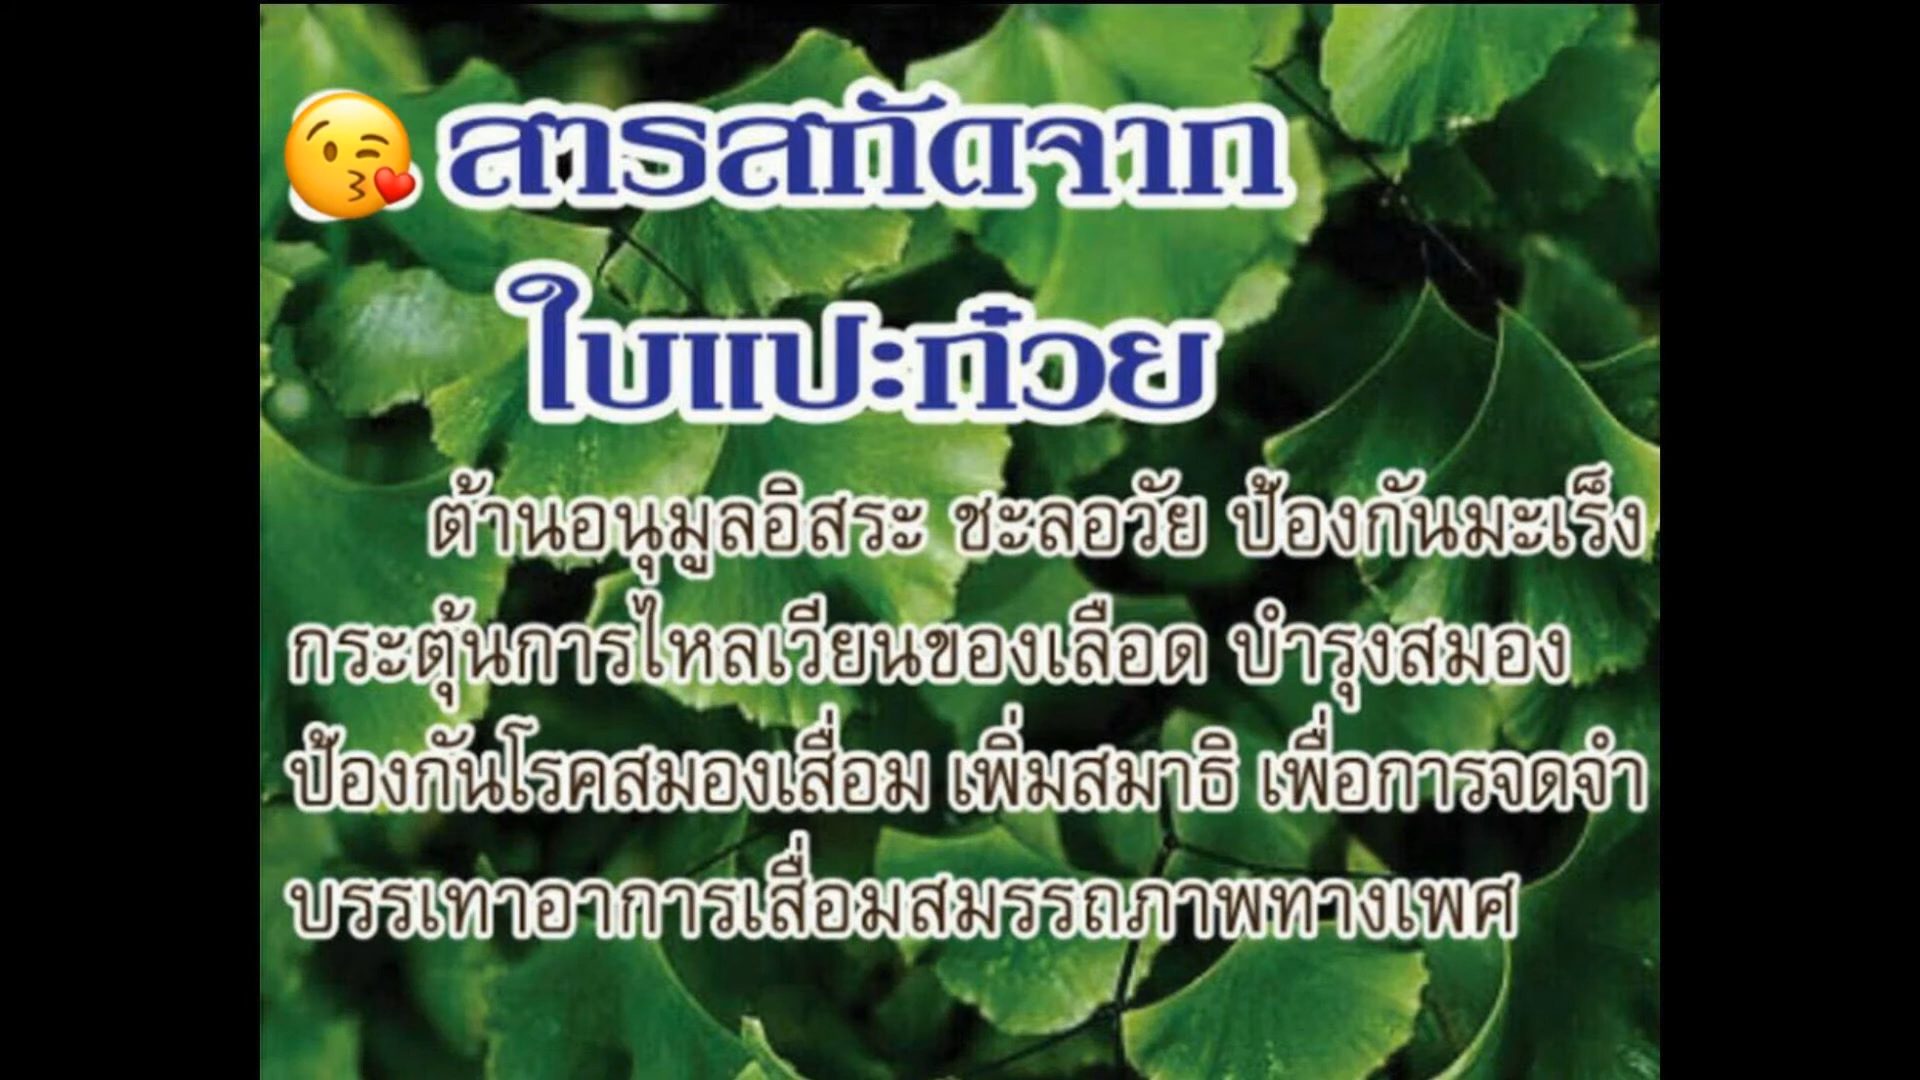 😘 สารสกัดจาก
ใบแปะก๋วย
ต้านอนุมูลอิสระ ชะลอวัย ป้องกันมะเร็ง
กระตุ้นการไหลเวียนของเลือด บำรุงสมอง
ป้องกันโรคสมองเสื่อม เพิ่มสมาธิ เพื่อการจดจำ
บรรเทาอาการเสื่อมสมรรถภาพทางเพศ